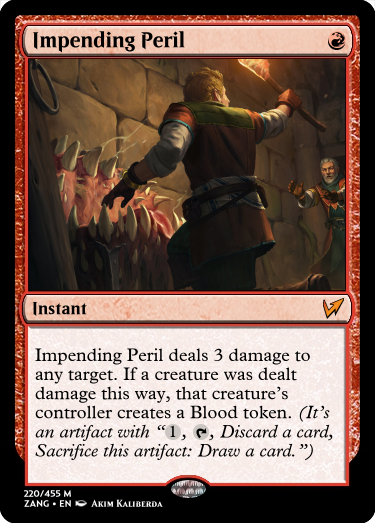 Impending Peril
Instant
Impending Peril deals 3 damage to
any target. If a creature was dealt
damage this way, that creature's
controller creates a Blood token. (It's
an artifact with “1, , Discard a card,
Sacrifice this artifact: Draw a card.”)
220/455 M
ZANG • EN Akim Kaliberda